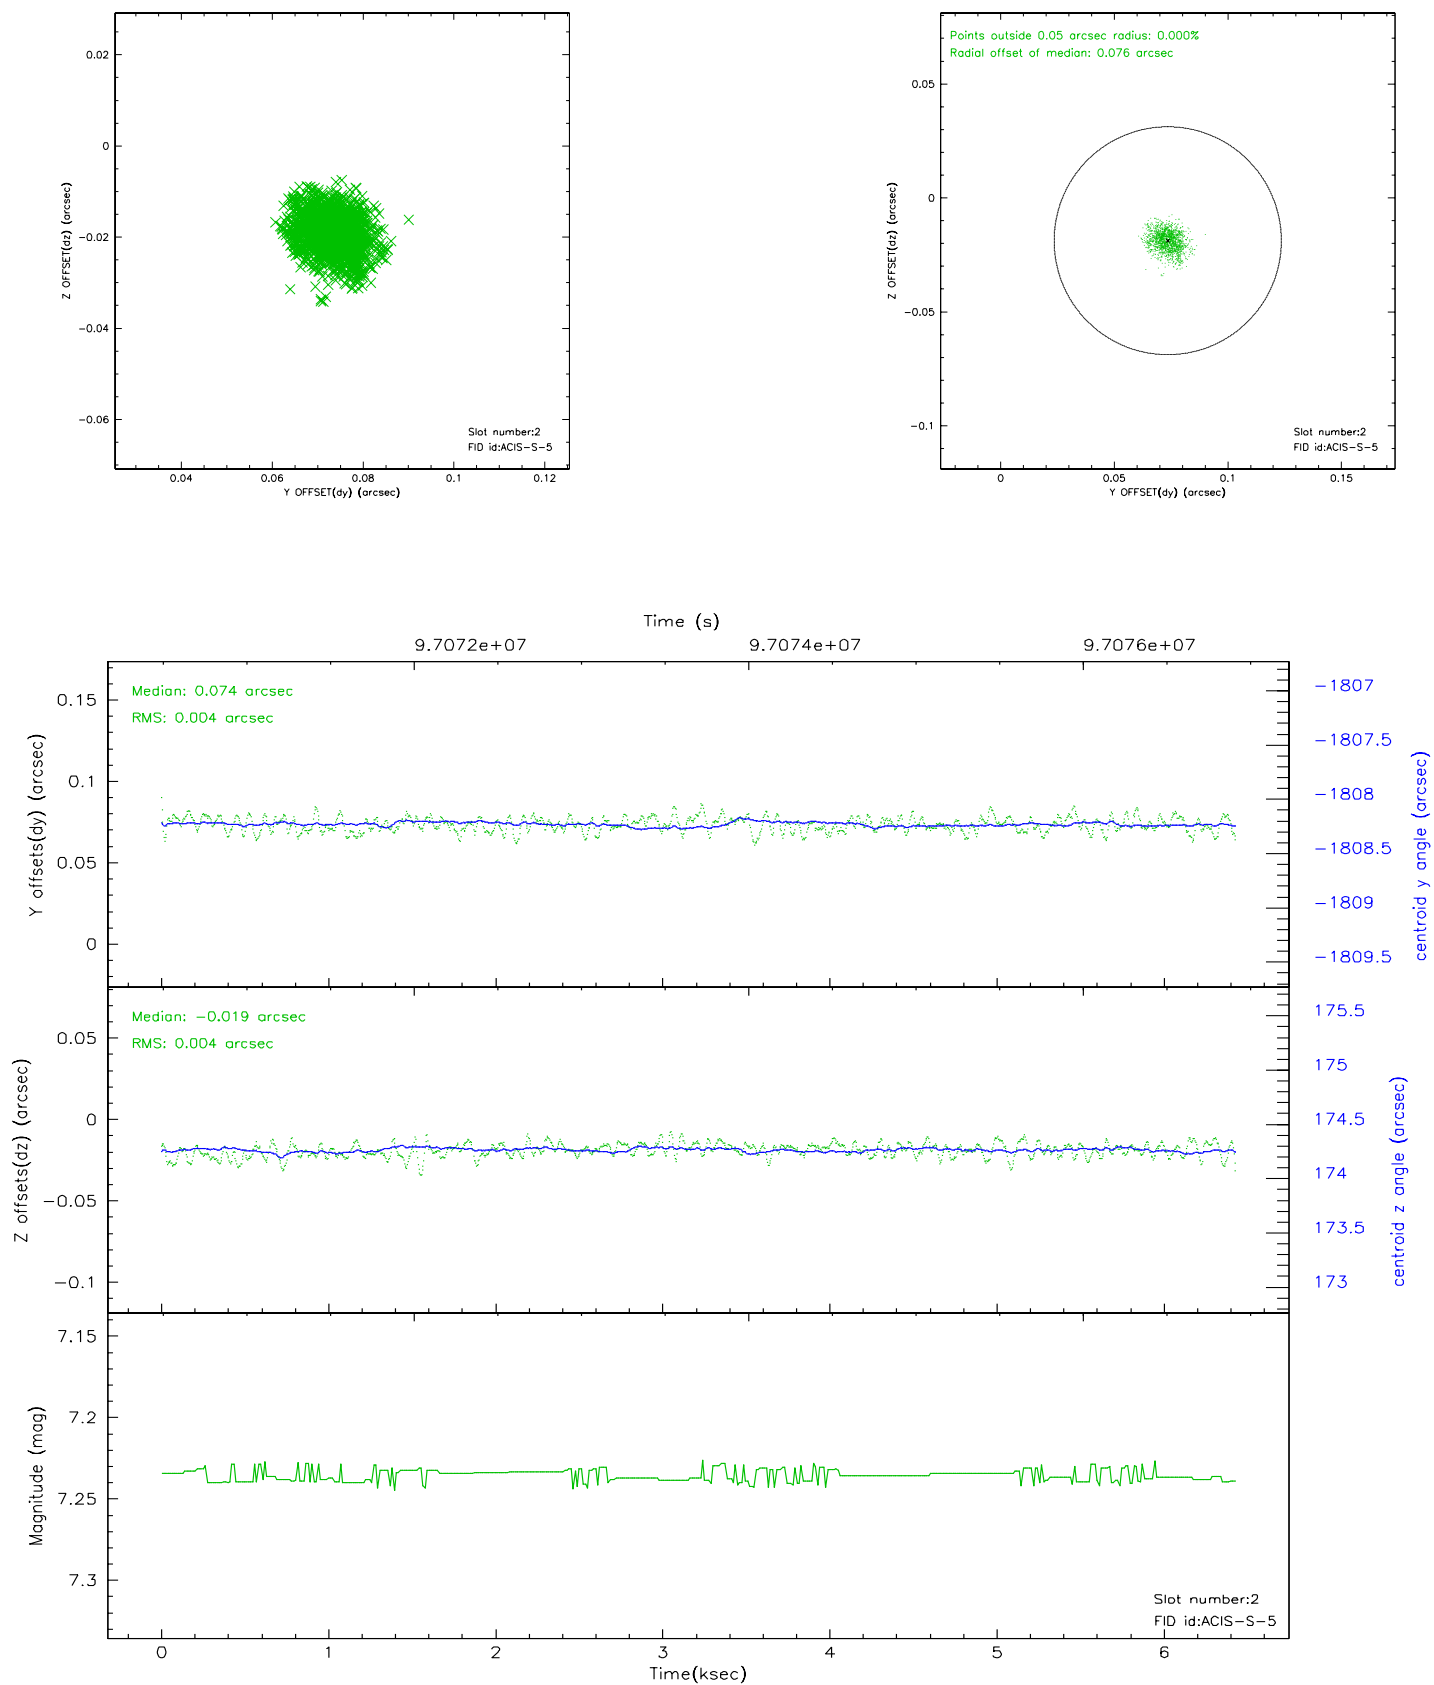 0.02
0
-0.02
-0.04
-0.06
Z OFFSET(dz) (arcsec)
Slot number:2
FID id:ACIS-S-5
0.04 0.06 0.08 0.1 0.12
Y OFFSET(dy) (arcsec)
Points outside 0.05 arcsec radius: 0.000%
Radial offset of median: 0.076 arcsec
0.05
0
-0.05
-0.1
Z OFFSET(dz) (arcsec)
Slot number:2
FID id:ACIS-S-5
0 0.05 0.1 0.15
Y OFFSET(dy) (arcsec)
Time (s)
9.7072e+07 9.7074e+07 9.7076e+07
Median: 0.074 arcsec
RMS: 0.004 arcsec
0.15
0.1
0.05
0
Y offsets(dy) (arcsec)
-1807
-1807.5
-1808
-1808.5
-1809
-1809.5
centroid y angle (arcsec)
Median: -0.019 arcsec
RMS: 0.004 arcsec
0.05
0
-0.05
-0.1
Z offsets(dz) (arcsec)
175.5
175
174.5
174
173.5
173
centroid z angle (arcsec)
7.15
7.2
7.25
7.3
Magnitude (mag)
Slot number:2
FID id:ACIS-S-5
0 1 2 3 4 5 6
Time(ksec)